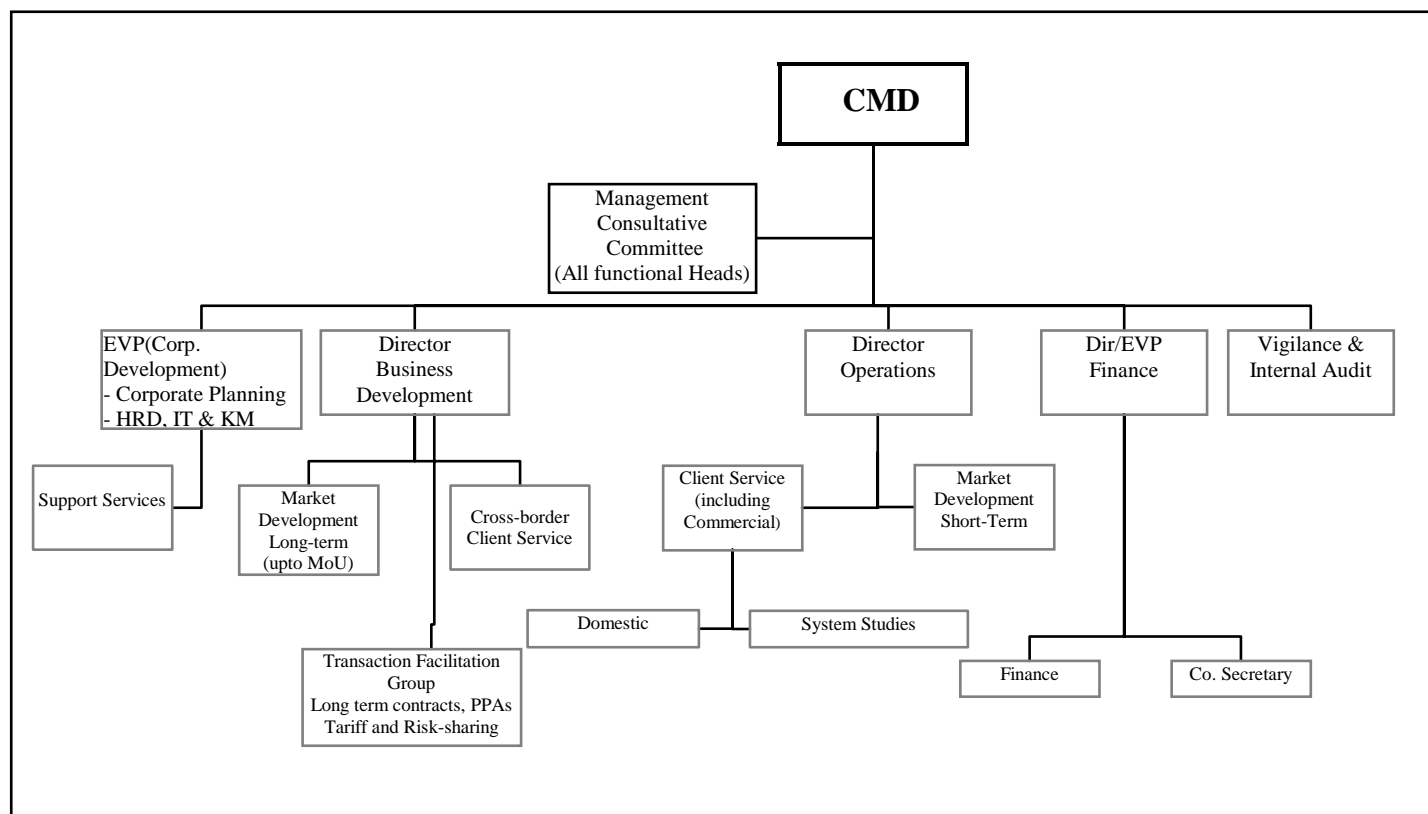 CMD
Management
Consultative
Committee
(All functional Heads)
EVP(Corp.
Development)
- Corporate Planning
- HRD, IT & KM
Director
Business
Development
Director
Operations
Dir/EVP
Finance
Vigilance &
Internal Audit
Support Services
Market
Development
Long-term
(upto MoU)
Cross-border
Client Service
Client Service
(including
Commercial)
Market
Development
Short-Term
Domestic
System Studies
Transaction Facilitation
Group
Long term contracts, PPAs
Tariff and Risk-sharing
Finance
Co. Secretary